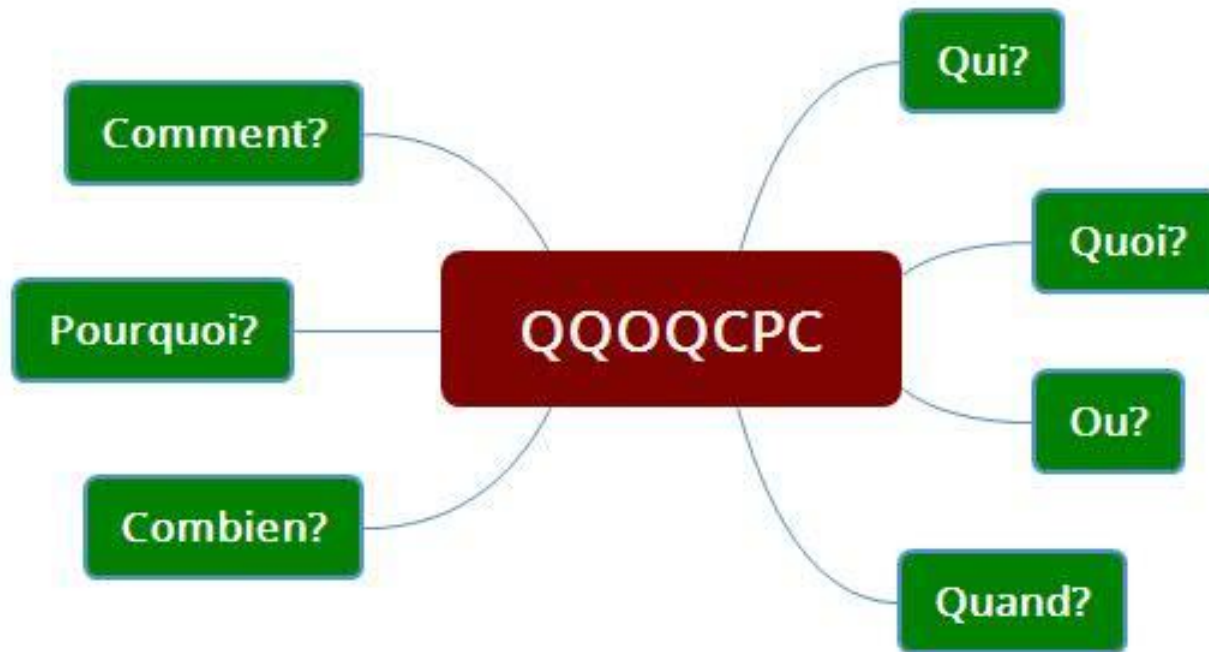 Qui?
Comment?
Quoi?
Pourquoi?
QQOQCPC
Ou?
Combien?
Quand?